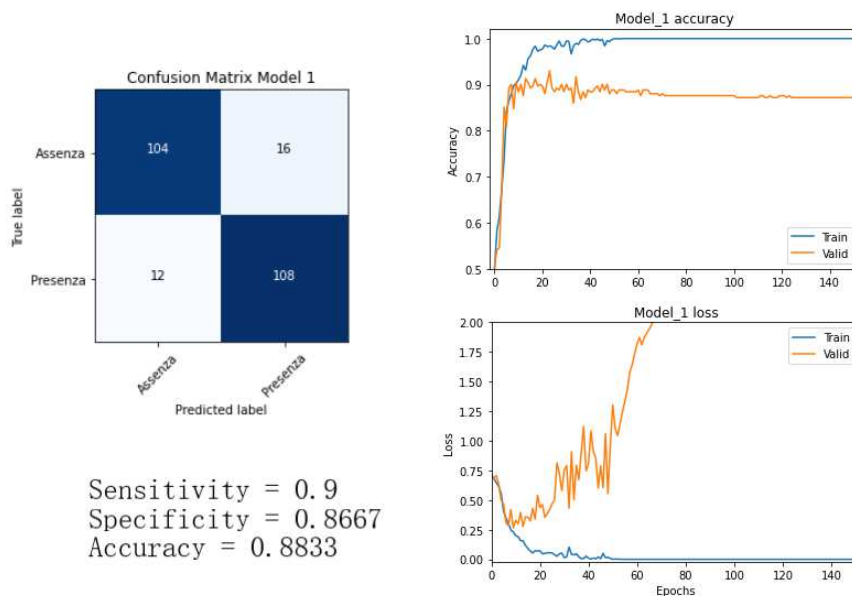 Confusion Matrix Model 1
True label
Assenza
104
16
Presenza
12
108
Assenza
Presenza
Predicted label
Sensitivity = 0.9
Specificity = 0.8667
Accuracy = 0.8833
Model_1 accuracy
Accuracy
1.0
0.9
0.8
0.7
0.6
0.5
0 20 40 60 80 100 120 140
Train
Valid
Model_1 loss
Loss
2.00
1.75
1.50
1.25
1.00
0.75
0.50
0.25
0.00
Train
Valid
0 20 40 60 80 100 120 140
Epochs